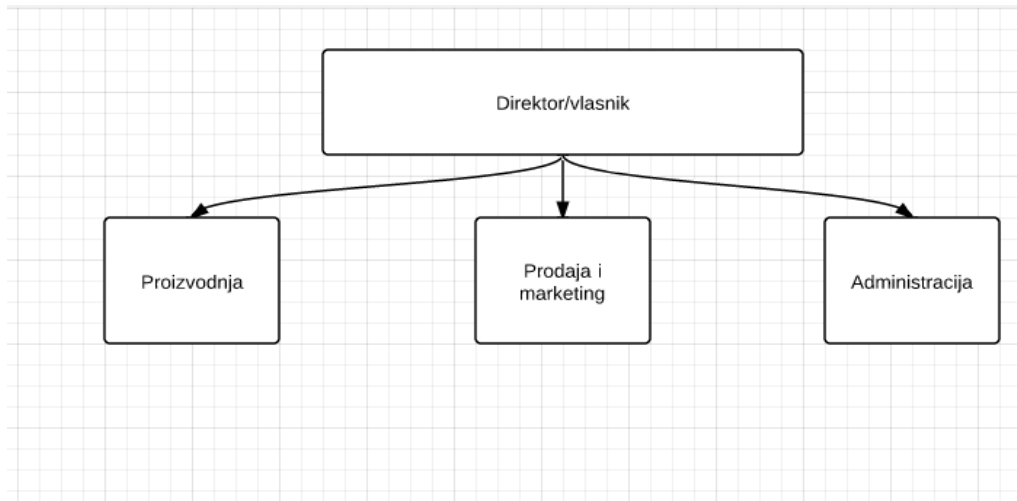 Direktor/vlasnik
Proizvodnja
Prodaja i
marketing
Administracija